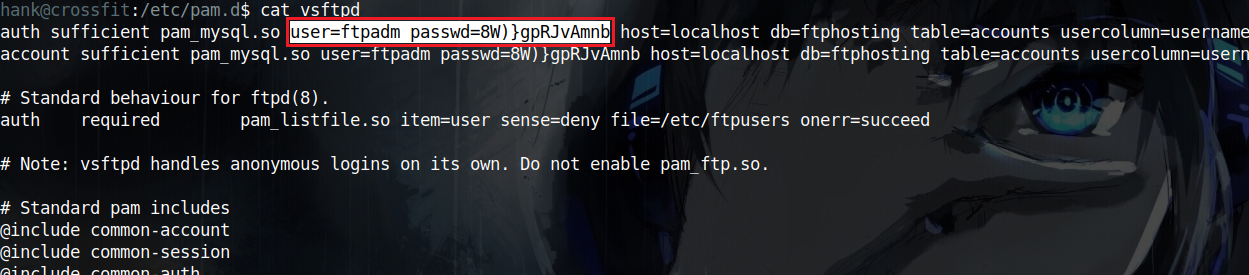 hank@crossfit:/etc/pam.d$ cat vsftpd
auth sufficient pam_mysql.so user=ftpadm passwd=8W)}gpRJvAmnb host=localhost db=ftphosting table=accounts usercolumn=username
account sufficient pam_mysql.so user=ftpadm passwd=8W)}gpRJvAmnb host=localhost db=ftphosting table=accounts usercolumn=usern
# Standard behaviour for ftpd(8).
auth    required        pam_listfile.so item=user sense=deny file=/etc/ftpusers onerr=succeed
# Note: vsftpd handles anonymous logins on its own. Do not enable pam_ftp.so.
# Standard pam includes
@include common-account
@include common-session
@include common-auth